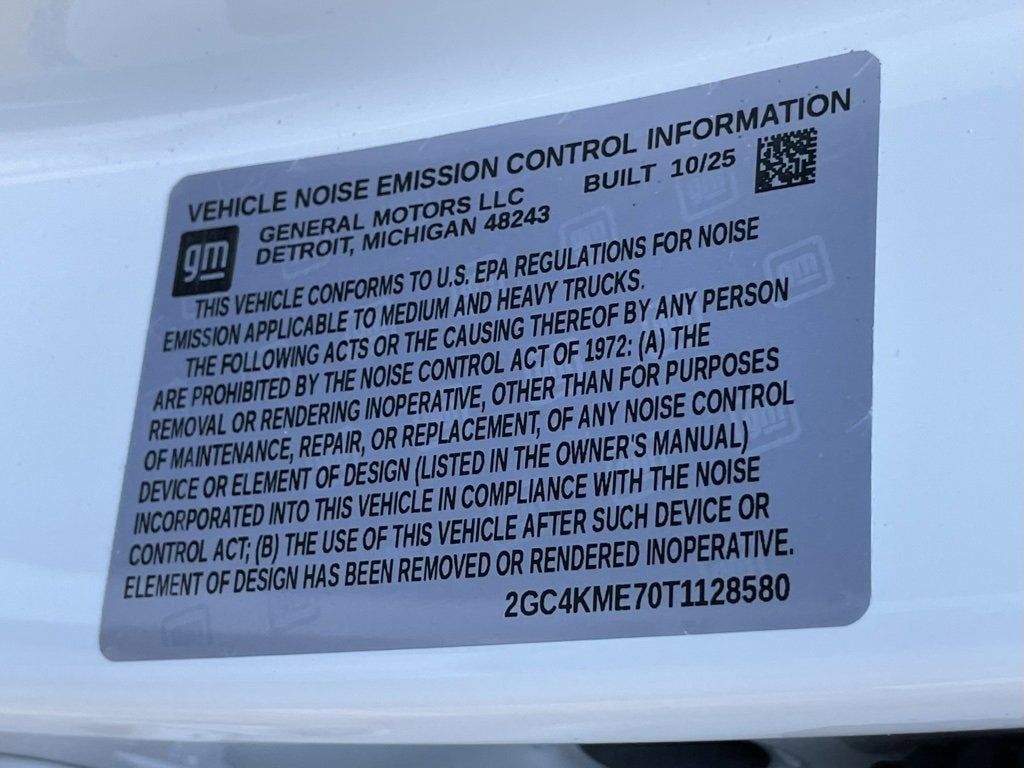 VEHICLE NOISE EMISSION CONTROL INFORMATION
gm
GENERAL MOTORS LLC
DETROIT, MICHIGAN 48243
BUILT 10/25
THIS VEHICLE CONFORMS TO U.S. EPA REGULATIONS FOR NOISE
EMISSION APPLICABLE TO MEDIUM AND HEAVY TRUCKS.
THE FOLLOWING ACTS OR THE CAUSING THEREOF BY ANY PERSON
ARE PROHIBITED BY THE NOISE CONTROL ACT OF 1972: (A) THE
REMOVAL OR RENDERING INOPERATIVE, OTHER THAN FOR PURPOSES
OF MAINTENANCE, REPAIR, OR REPLACEMENT, OF ANY NOISE CONTROL
DEVICE OR ELEMENT OF DESIGN (LISTED IN THE OWNER'S MANUAL)
INCORPORATED INTO THIS VEHICLE IN COMPLIANCE WITH THE NOISE
CONTROL ACT; (B) THE USE OF THIS VEHICLE AFTER SUCH DEVICE OR
ELEMENT OF DESIGN HAS BEEN REMOVED OR RENDERED INOPERATIVE.
2GC4KME70T1128580